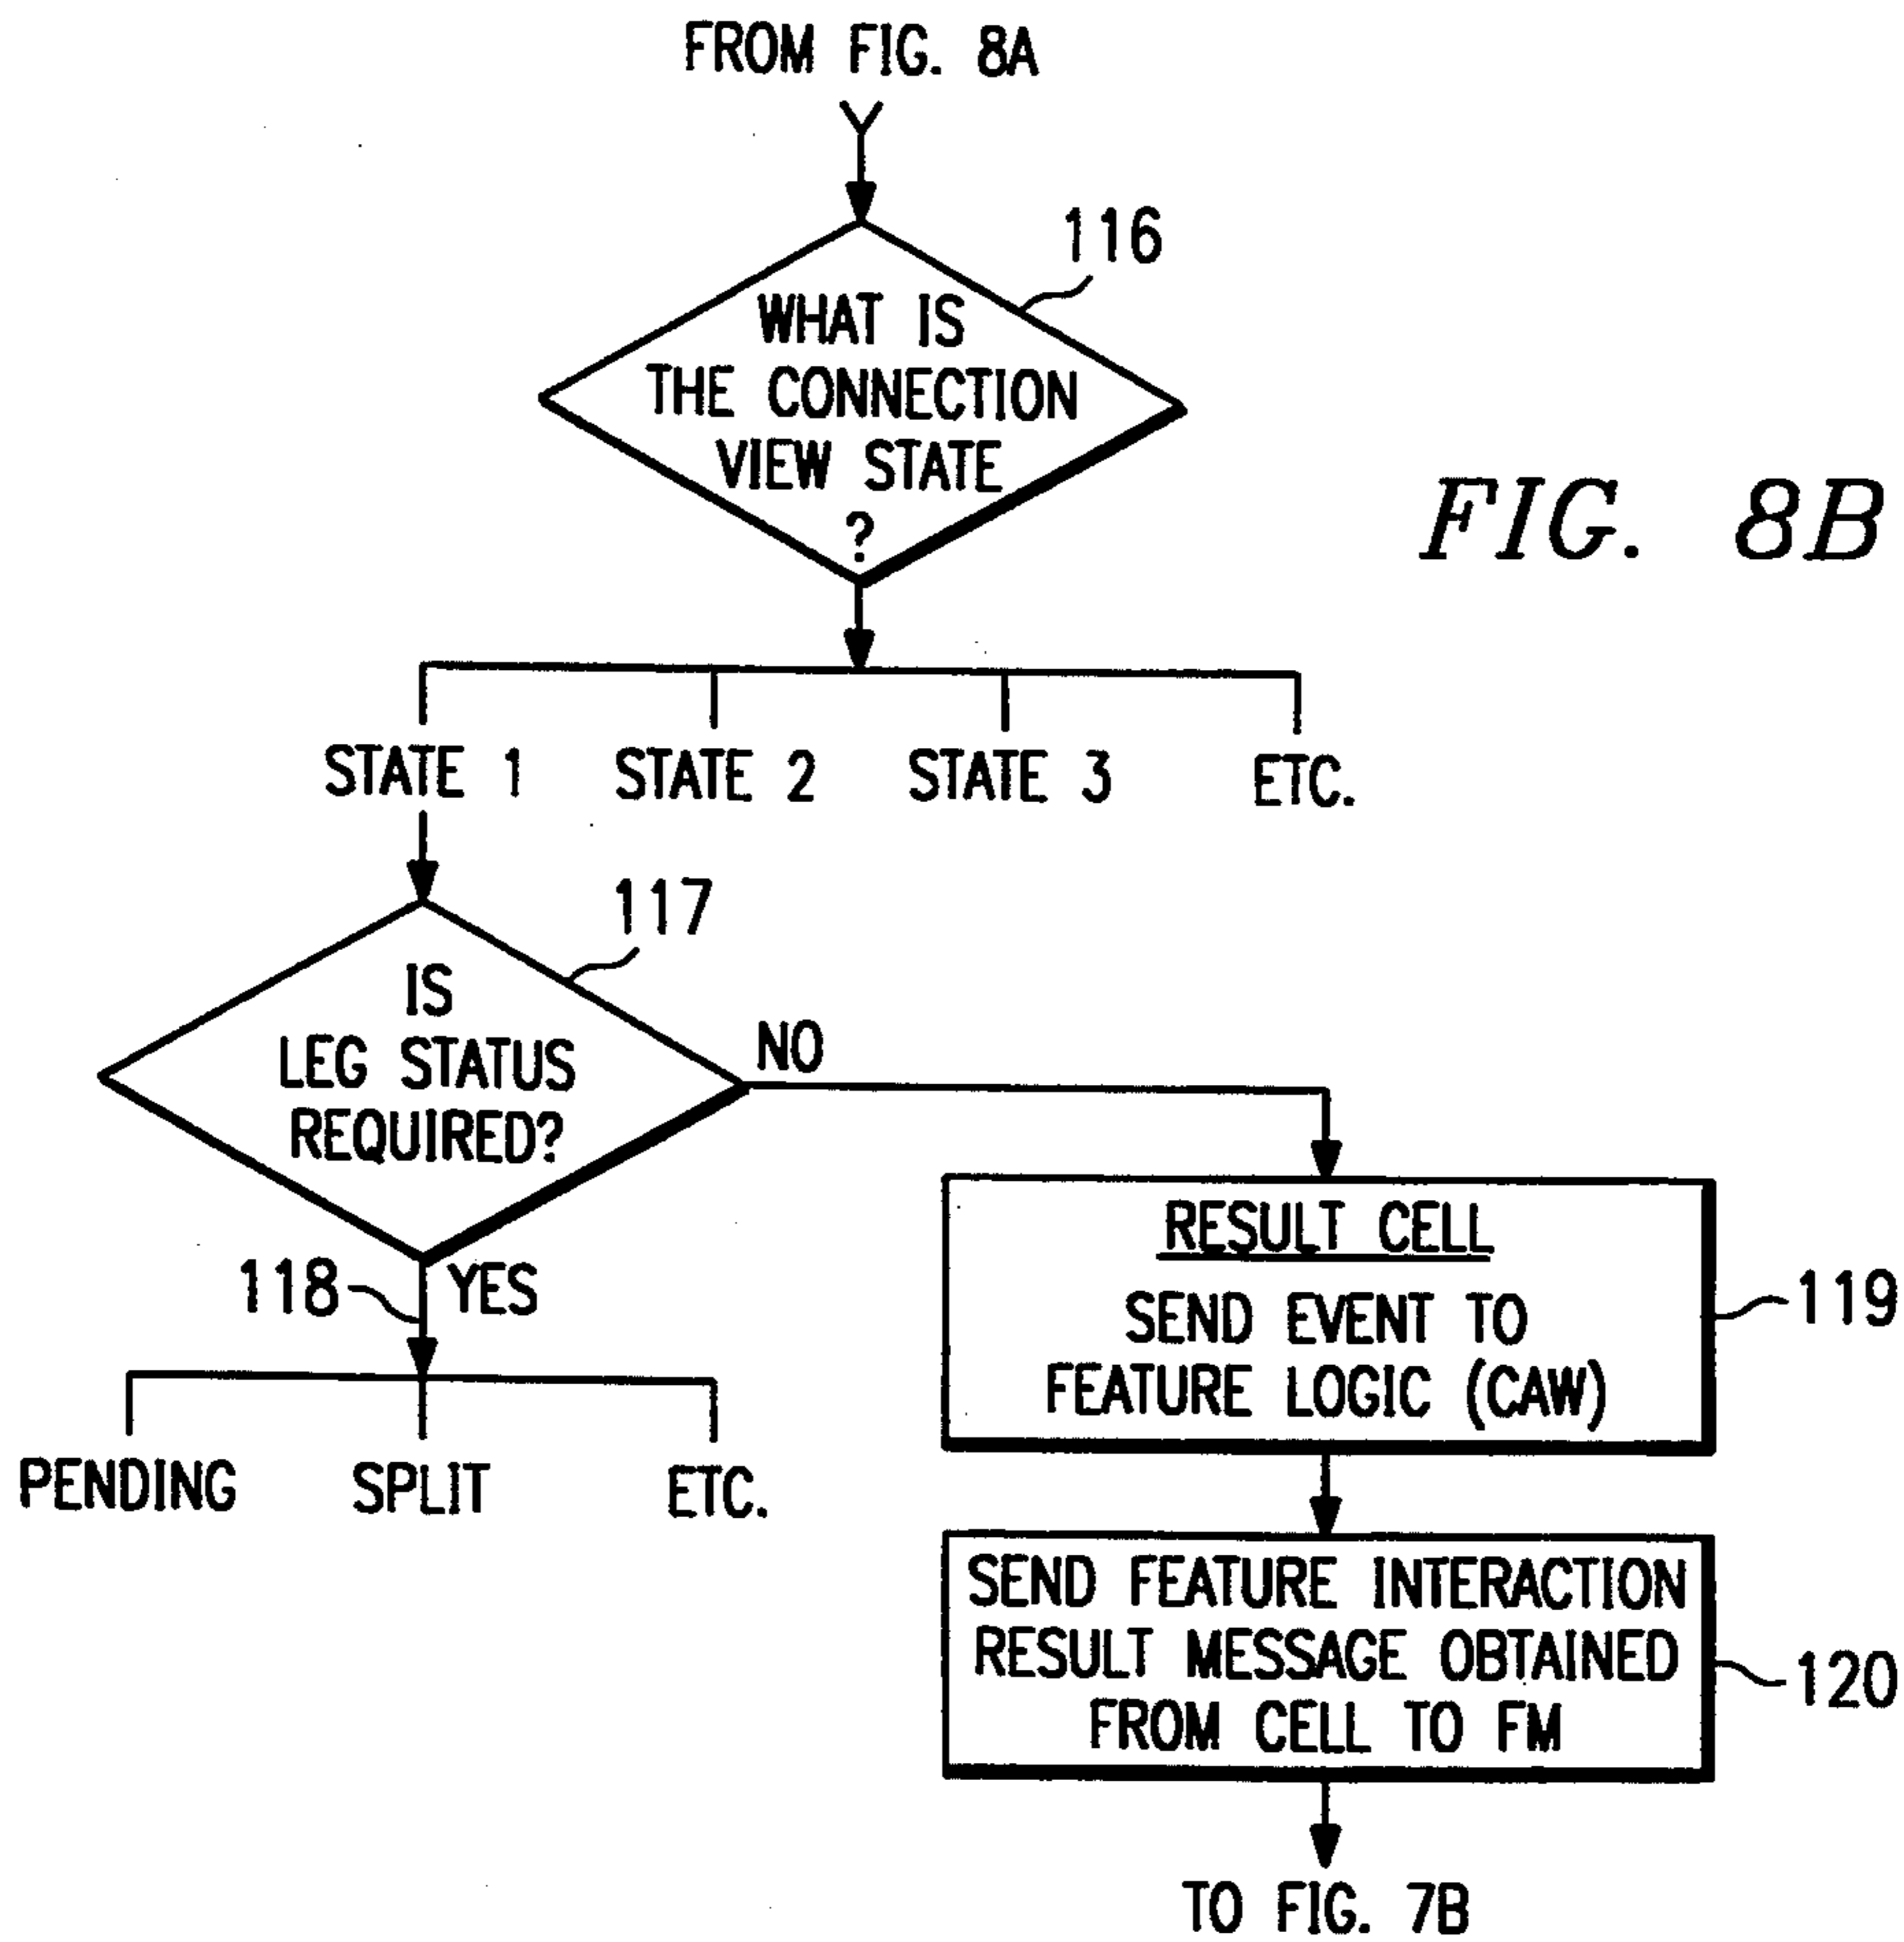 FROM FIG. 8A
116
WHAT IS
THE CONNECTION
VIEW STATE
?
FIG. 8B
STATE 1
STATE 2
STATE 3
ETC.
117
IS
LEG STATUS
REQUIRED?
NO
118
YES
PENDING
SPLIT
ETC.
RESULT CELL
SEND EVENT TO
FEATURE LOGIC (CAW)
119
SEND FEATURE INTERACTION
RESULT MESSAGE OBTAINED
FROM CELL TO FM
120
TO FIG. 7B